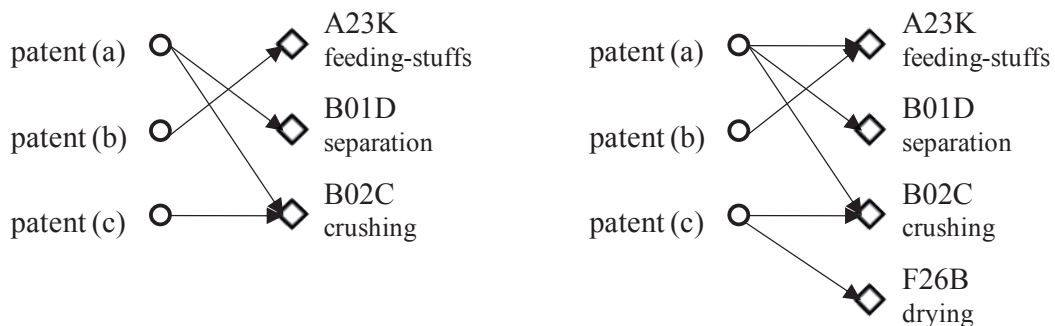 patent (a)
A23K
feeding-stuffs
patent (b)
B01D
separation
patent (c)
B02C
crushing
patent (a)
A23K
feeding-stuffs
patent (b)
B01D
separation
patent (c)
B02C
crushing
F26B
drying